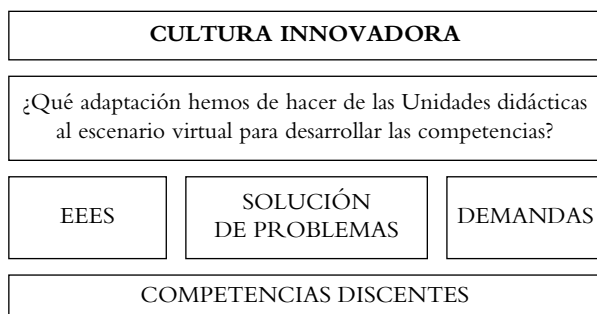 CULTURA INNOVADORA
¿Qué adaptación hemos de hacer de las Unidades didácticas
al escenario virtual para desarrollar las competencias?
EEES
SOLUCIÓN
DE PROBLEMAS
DEMANDAS
COMPETENCIAS DISCENTES